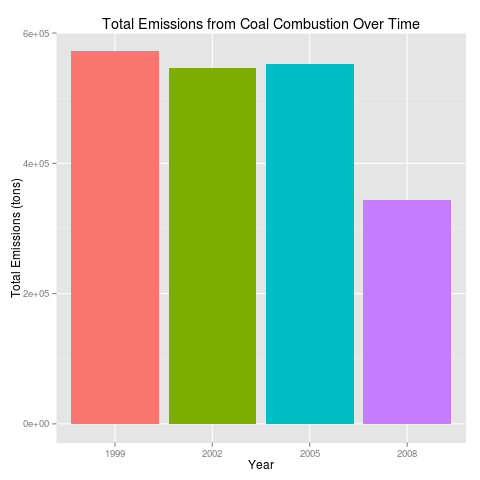 Total Emissions from Coal Combustion Over Time
Total Emissions (tons)
6e+05
4e+05
2e+05
0e+00
1999 2002 2005 2008
Year